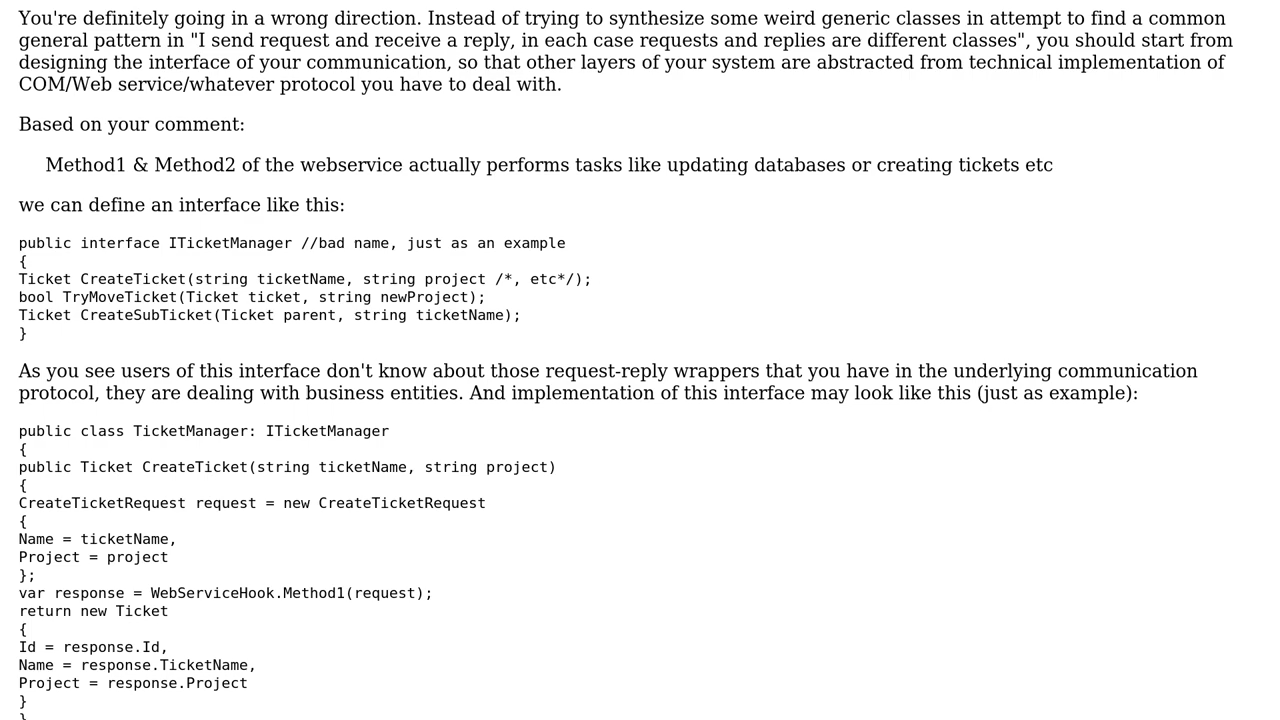 You're definitely going in a wrong direction. Instead of trying to synthesize some weird generic classes in attempt to find a common
general pattern in "I send request and receive a reply, in each case requests and replies are different classes", you should start from
designing the interface of your communication, so that other layers of your system are abstracted from technical implementation of
COM/Web service/whatever protocol you have to deal with.
Based on your comment:
Method1 & Method2 of the webservice actually performs tasks like updating databases or creating tickets etc
we can define an interface like this:
public interface ITicketManager //bad name, just as an example
{
Ticket CreateTicket(string ticketName, string project /*, etc*/);
bool TryMoveTicket(Ticket ticket, string newProject);
Ticket CreateSubTicket(Ticket parent, string ticketName);
}
As you see users of this interface don't know about those request-reply wrappers that you have in the underlying communication
protocol, they are dealing with business entities. And implementation of this interface may look like this (just as example):
public class TicketManager: ITicketManager
{
public Ticket CreateTicket(string ticketName, string project)
{
CreateTicketRequest request = new CreateTicketRequest
{
Name = ticketName,
Project = project
};
var response = WebServiceHook.Method1(request);
return new Ticket
{
Id = response.Id,
Name = response.TicketName,
Project = response.Project
}
}